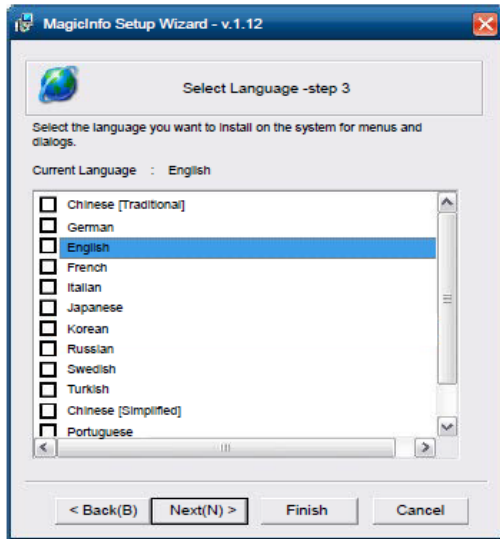 MagicInfo Setup Wizard - v.1.12
Select Language -step 3
Select the language you want to install on the system for menus and
dialogs.
Current Language : English
Chinese [Traditional]
German
English
French
Italian
Japanese
Korean
Russian
Swedish
Turkish
Chinese [Simplified]
Portuguese
< Back(B) Next(N) > Finish Cancel